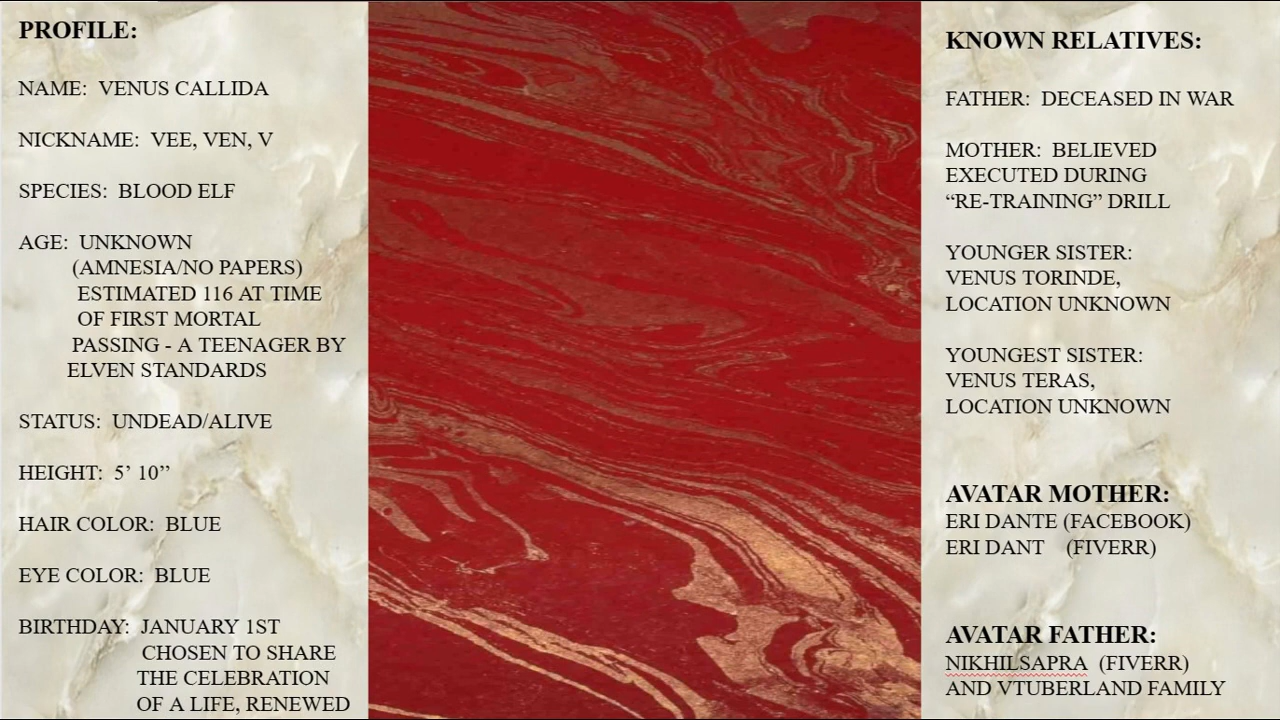 PROFILE:
NAME: VENUS CALLIDA
NICKNAME: VEE, VEN, V
SPECIES: BLOOD ELF
AGE: UNKNOWN
(AMNESIA/NO PAPERS)
ESTIMATED 116 AT TIME
OF FIRST MORTAL
PASSING - A TEENAGER BY
ELVEN STANDARDS
STATUS: UNDEAD/ALIVE
HEIGHT: 5’ 10’’
HAIR COLOR: BLUE
EYE COLOR: BLUE
BIRTHDAY: JANUARY 1ST
CHOSEN TO SHARE
THE CELEBRATION
OF A LIFE, RENEWED
KNOWN RELATIVES:
FATHER: DECEASED IN WAR
MOTHER: BELIEVED
EXECUTED DURING
“RE-TRAINING” DRILL
YOUNGER SISTER:
VENUS TORINDE,
LOCATION UNKNOWN
YOUNGEST SISTER:
VENUS TERAS,
LOCATION UNKNOWN
AVATAR MOTHER:
ERI DANTE (FACEBOOK)
ERI DANT (FIVERR)
AVATAR FATHER:
NIKHILSAPRA (FIVERR)
AND VTUBERLAND FAMILY